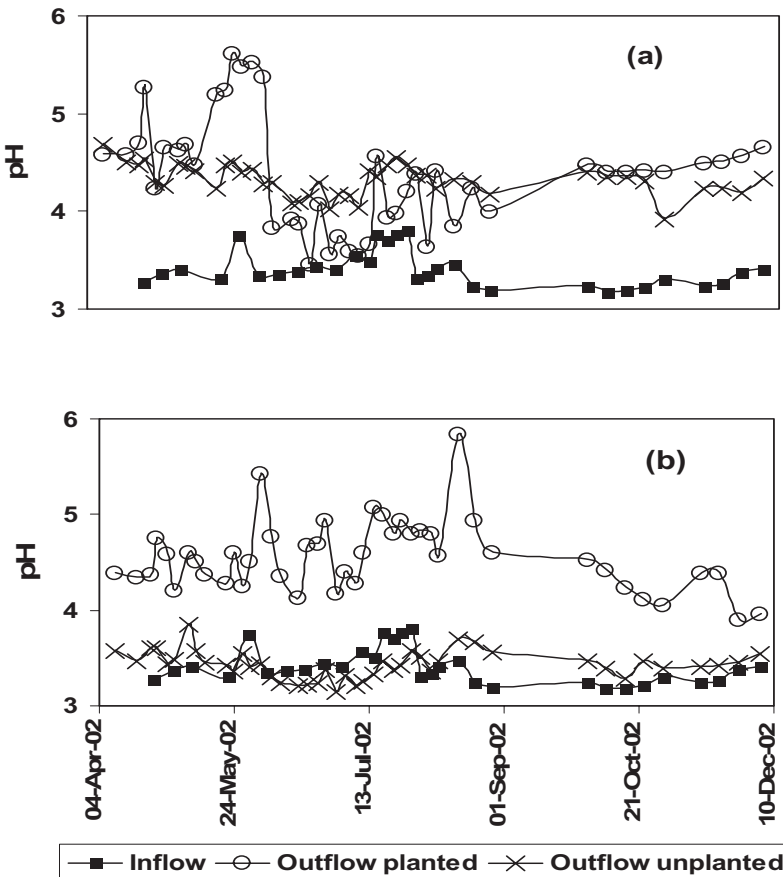 6
(a)
5
pH
4
3
6
(b)
5
pH
4
3
04-Apr-02
24-May-02
13-Jul-02
01-Sep-02
21-Oct-02
10-Dec-02
Inflow Outflow planted Outflow unplanted